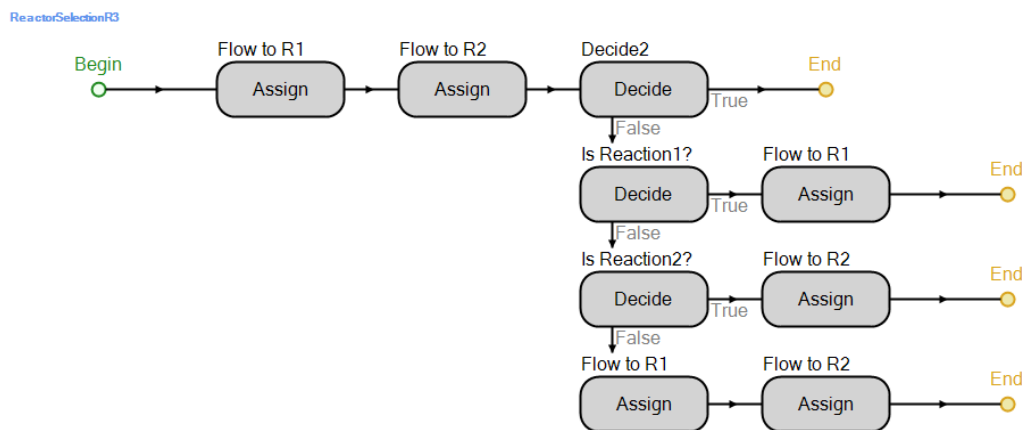 ReactorSelectionR3
Begin
Flow to R1
Assign
Flow to R2
Assign
Decide2
Decide
True
End
False
Is Reaction1?
Decide
True
Flow to R1
Assign
End
False
Is Reaction2?
Decide
True
Flow to R2
Assign
End
False
Flow to R1
Assign
Flow to R2
Assign
End